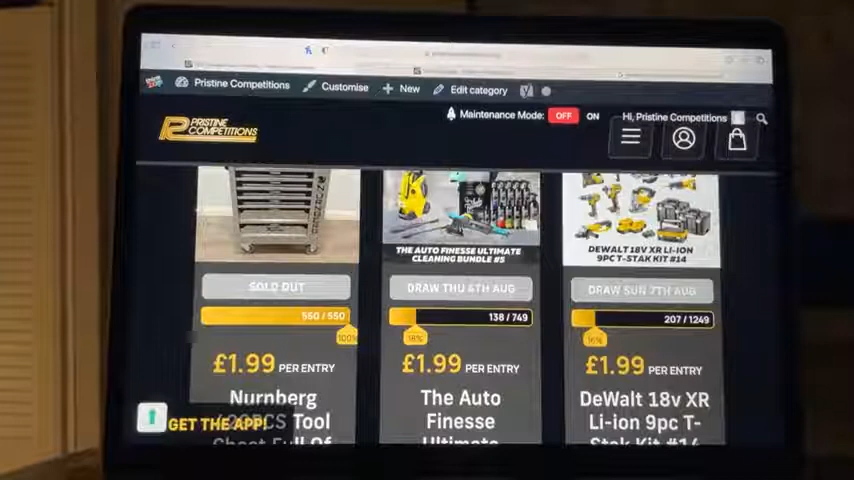 Pristine Competitions
Customise
New
Edit category
Maintenance Mode:
OFF
ON
Hi, Pristine Competitions
PRISTINE
COMPETITIONS
THE AUTO FINESSE ULTIMATE
CLEANING BUNDLE #5
DEWALT 18V XR LI-ION
9PC T-STAK KIT #14
SOLD OUT
550 / 550
100%
£1.99 PER ENTRY
Nurnberg
Tool
Chest Full Of
138 / 749
18%
£1.99 PER ENTRY
The Auto
Finesse
Ultimate
DRAW SUN 7TH AUG
207 / 1249
16%
£1.99 PER ENTRY
DeWalt 18v XR
Li-ion 9pc T-
Stak Kit #14
GET THE APP!